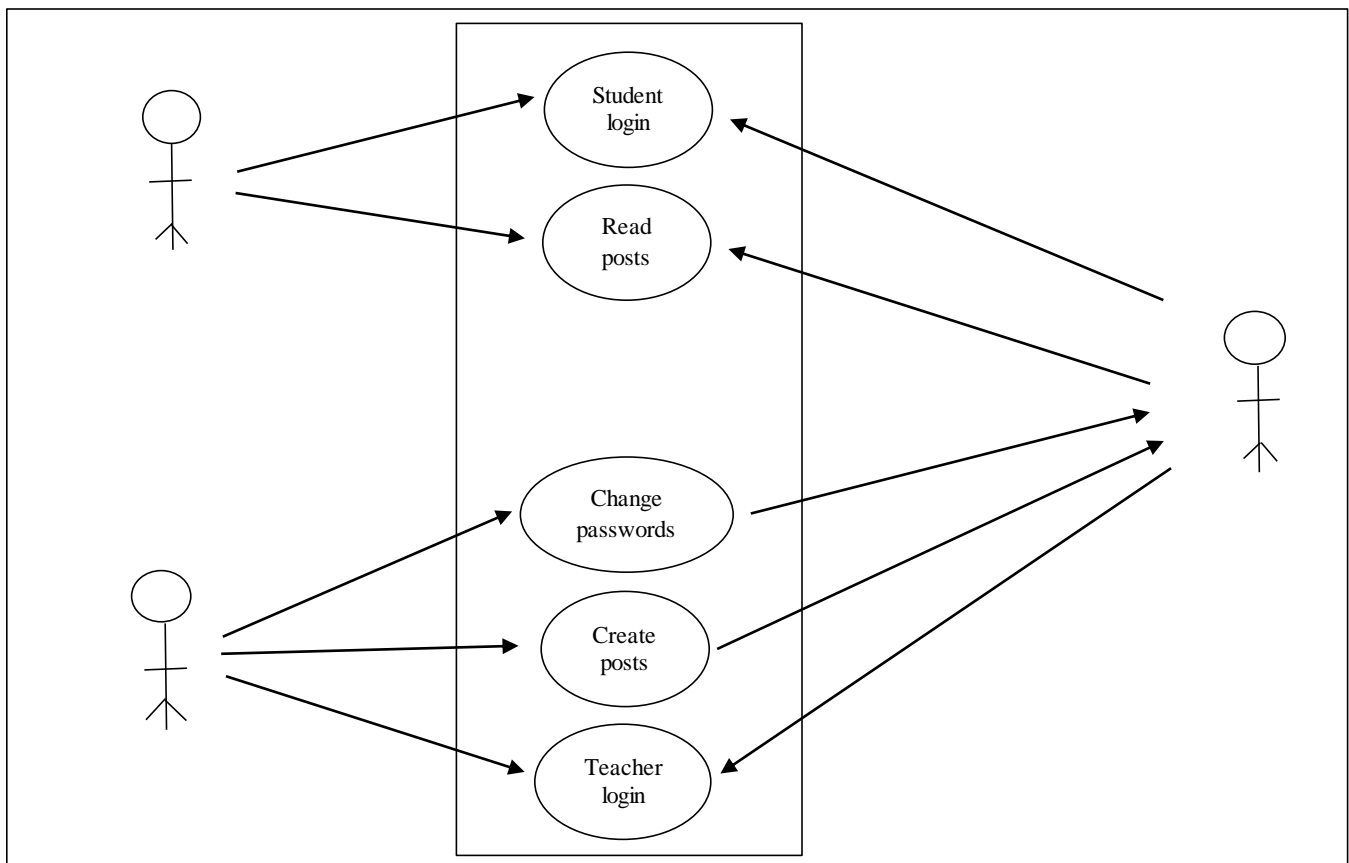 Student
login
Read
posts
Change
passwords
Create
posts
Teacher
login